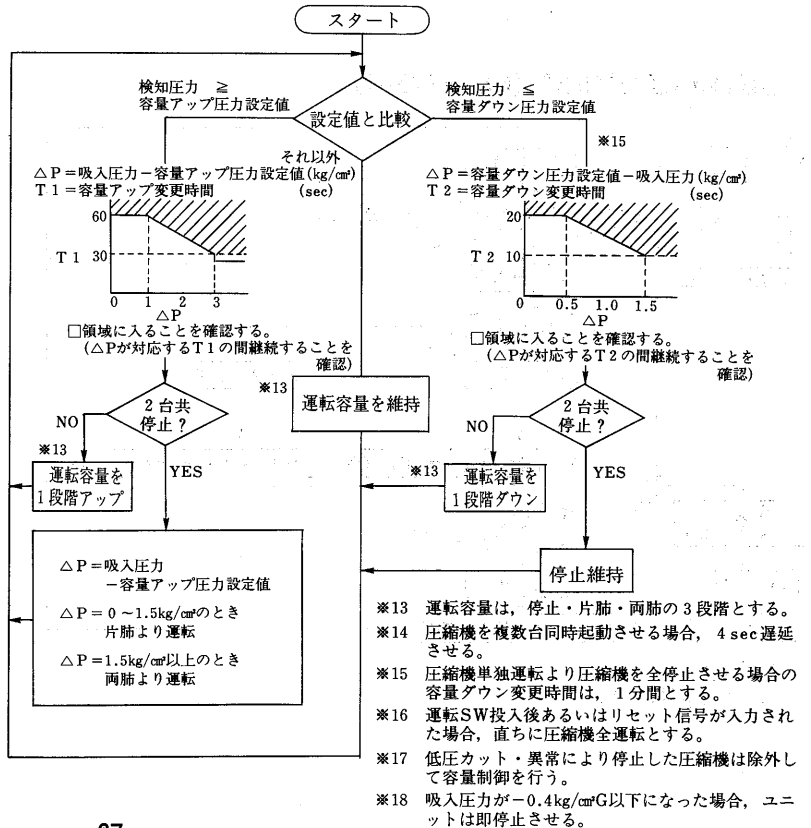 スタート
検知圧力 ≧
容量アップ圧力設定値
設定値と比較
検知圧力 ≦
容量ダウン圧力設定値
※15
それ以外
△P＝吸入圧力－容量アップ圧力設定値(kg/cm²)
T1＝容量アップ変更時間 (sec)
60
T1 30
0 1 2 3
△P
□領域に入ることを確認する。
(△Pが対応するT1の間継続することを
確認)
△P＝容量ダウン圧力設定値－吸入圧力(kg/cm²)
T2＝容量ダウン変更時間 (sec)
20
T2 10
0 0.5 1.0 1.5
△P
□領域に入ることを確認する。
(△Pが対応するT2の間継続することを
確認)
※13
運転容量を維持
2台共
停止？
NO
YES
※13
運転容量を
1段階アップ
2台共
停止？
NO
YES
※13
運転容量を
1段階ダウン
△P＝吸入圧力
－容量アップ圧力設定値
△P＝0～1.5kg/cm²のとき
片肺より運転
△P＝1.5kg/cm²以上のとき
両肺より運転
停止維持
※13 運転容量は，停止・片肺・両肺の3段階とする。
※14 圧縮機を複数台同時起動させる場合，4sec遅延
させる。
※15 圧縮機単独運転より圧縮機を全停止させる場合の
容量ダウン変更時間は，1分間とする。
※16 運転SW投入後あるいはリセット信号が入力され
た場合，直ちに圧縮機全運転とする。
※17 低圧カット・異常により停止した圧縮機は除外し
て容量制御を行う。
※18 吸入圧力が－0.4kg/cm²G以下になった場合，ユニ
ットは即停止させる。